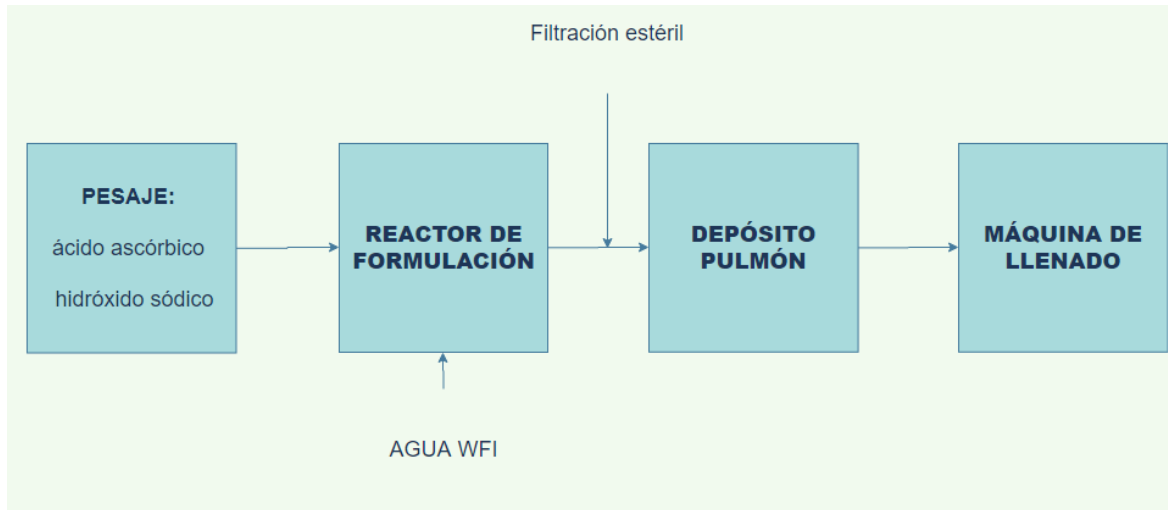 Filtración estéril
PESAJE:
ácido ascórbico
hidróxido sódico
REACTOR DE
FORMULACIÓN
DEPÓSITO
PULMÓN
MÁQUINA DE
LLENADO
AGUA WFI